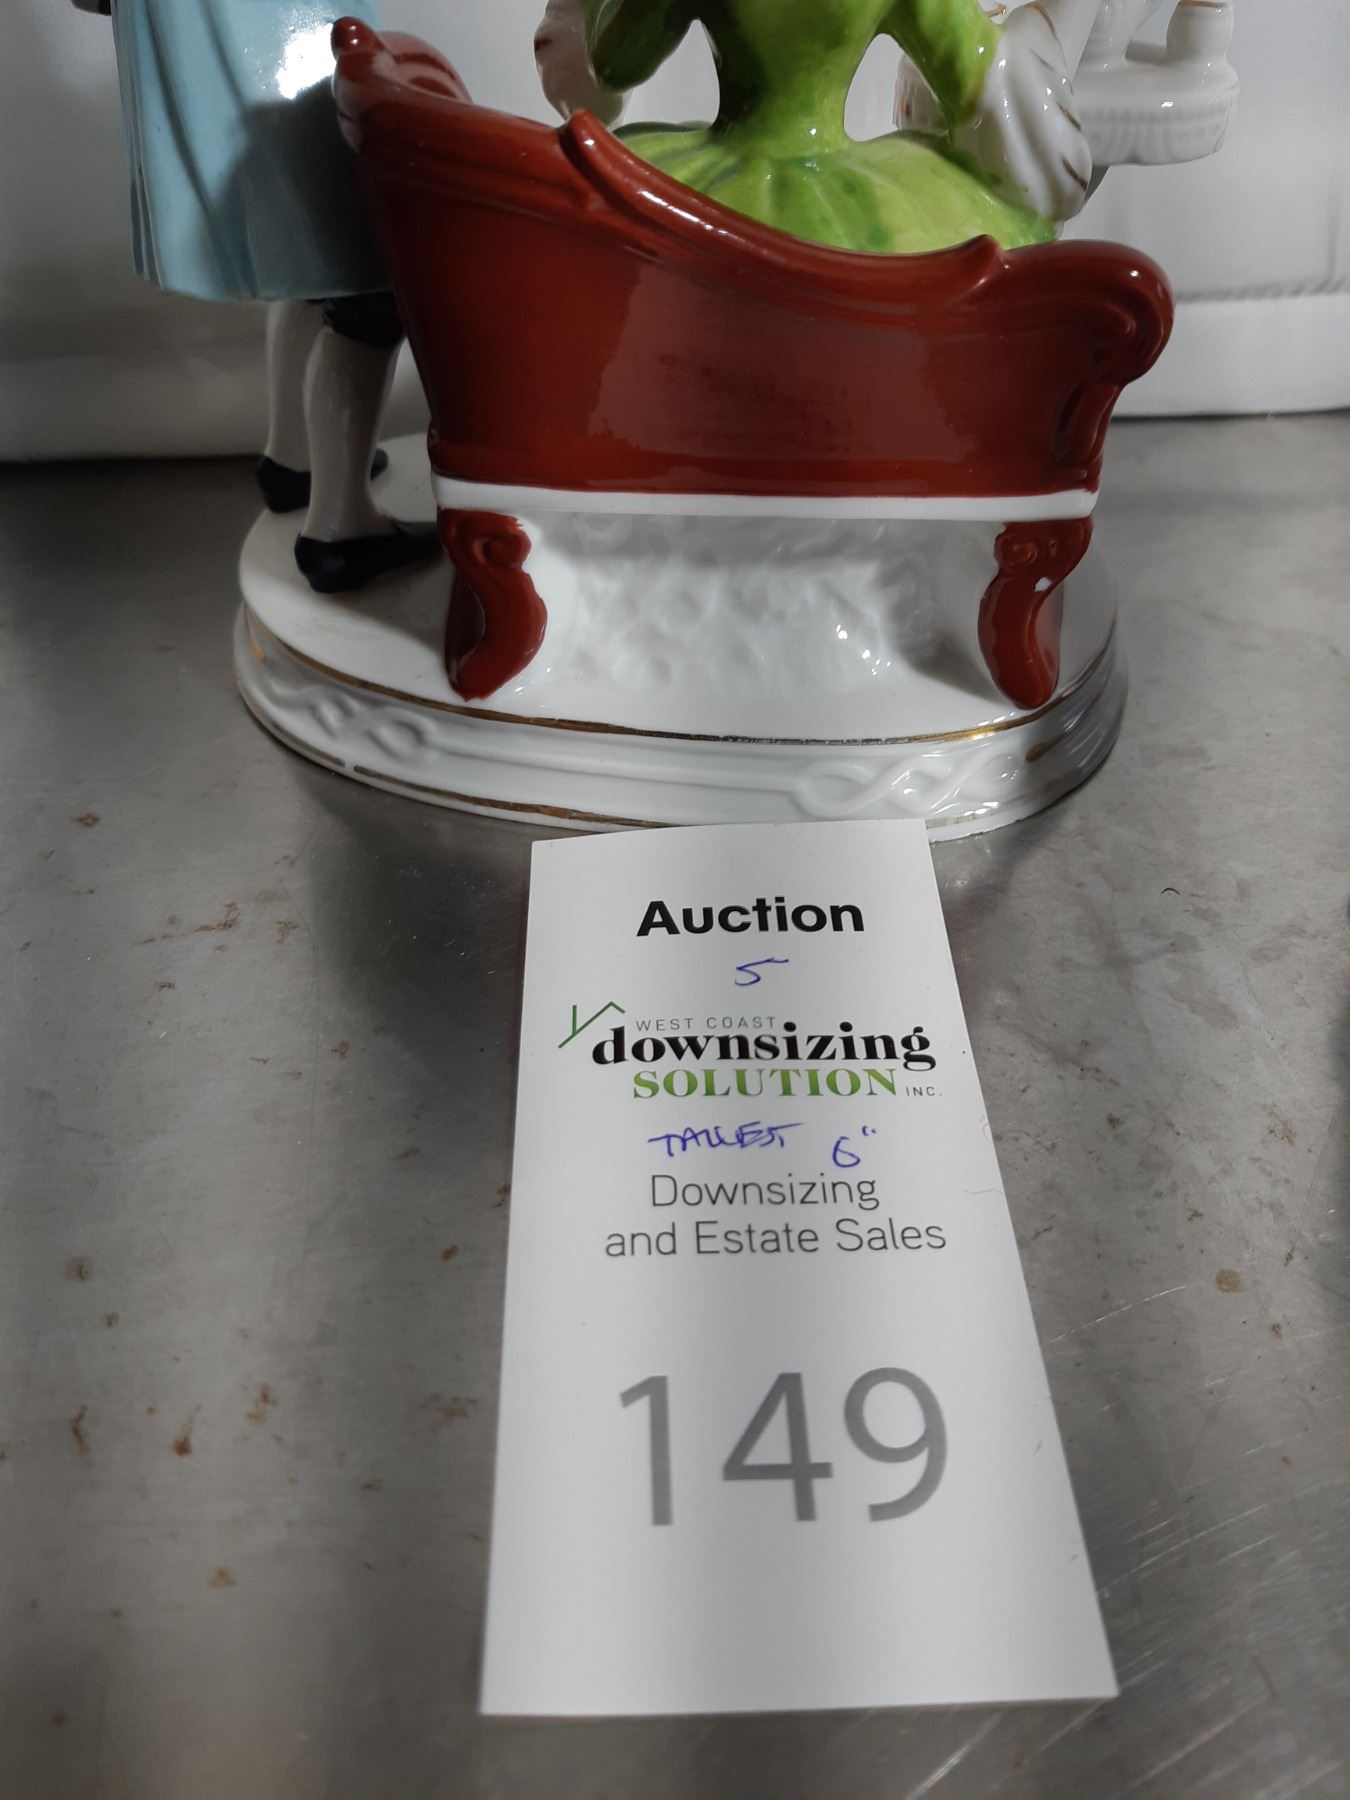 Auction
5"
WEST COAST
downsizing
SOLUTION INC.
TALLEST 6"
Downsizing
and Estate Sales
149